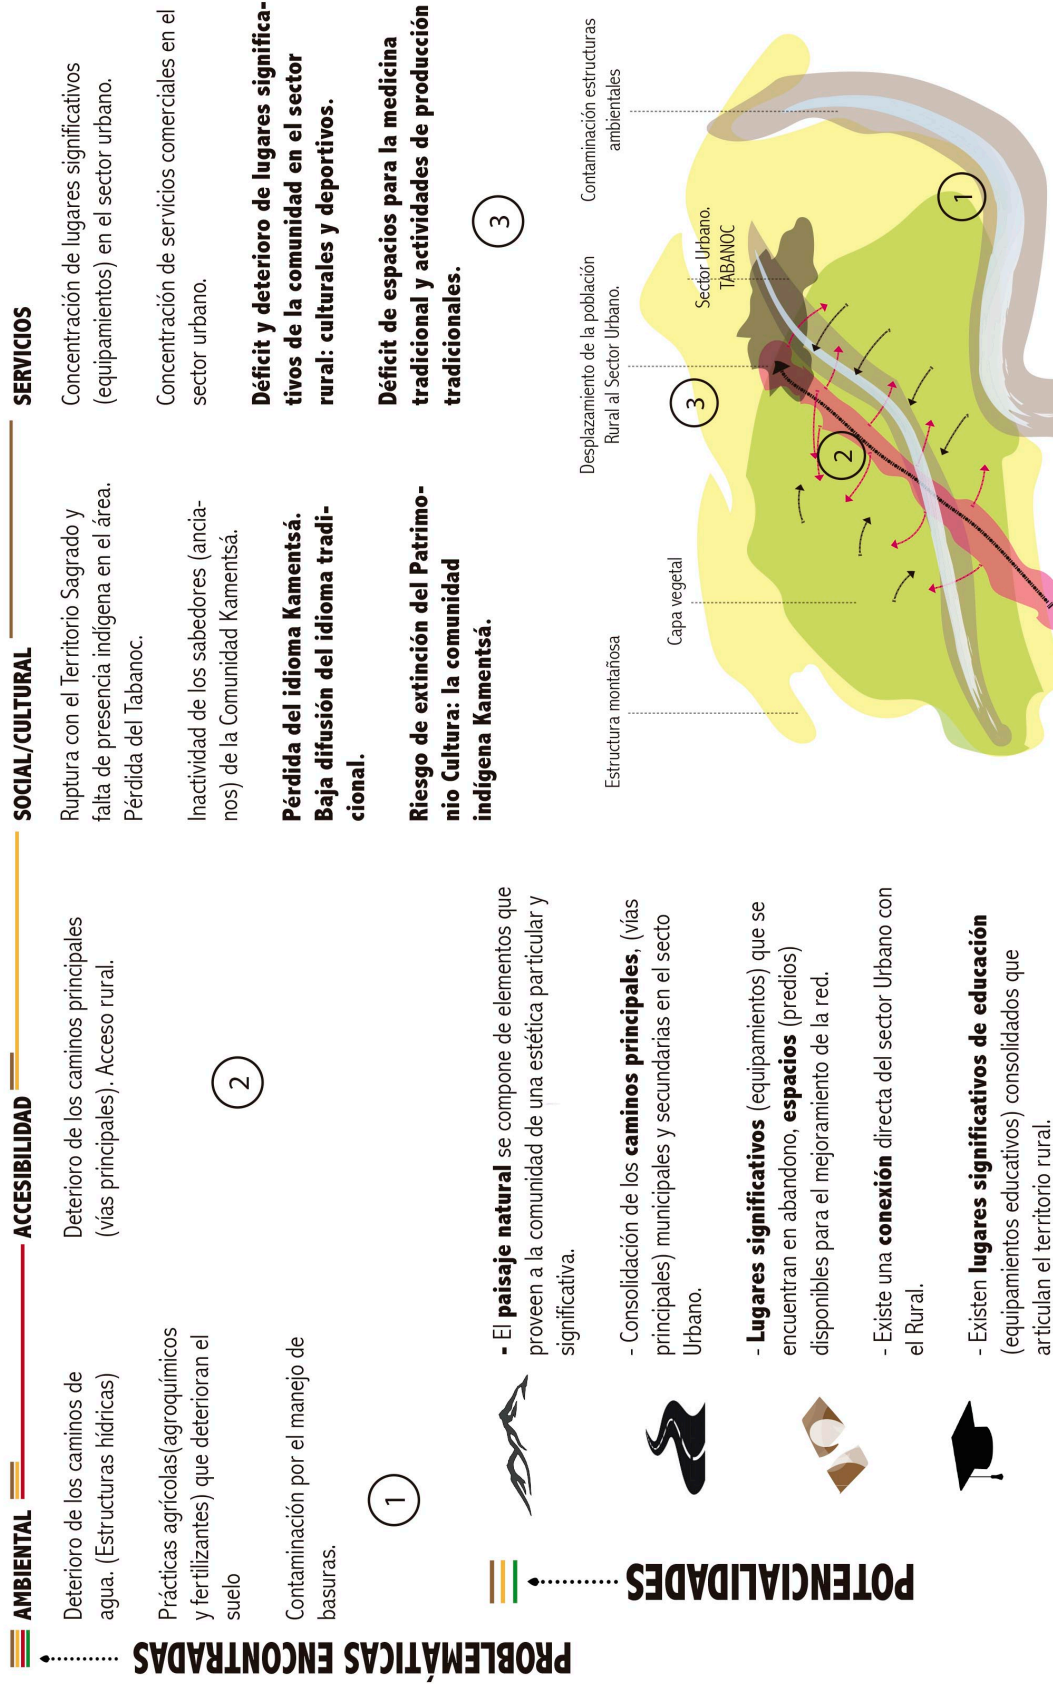 PROBLEMÁTICAS ENCONTRADAS
AMBIENTAL
Deterioro de los caminos de
agua. (Estructuras hídricas)
Prácticas agrícolas(agroquímicos
y fertilizantes) que deterioran el
suelo
Contaminación por el manejo de
basuras.
1
ACCESIBILIDAD
Deterioro de los caminos principales
(vías principales). Acceso rural.
2
SOCIAL/CULTURAL
Ruptura con el Territorio Sagrado y
falta de presencia indígena en el área.
Pérdida del Tabanoc.
Inactividad de los sabedores (ancia-
nos) de la Comunidad Kamentsá.
Pérdida del idioma Kamentsá.
Baja difusión del idioma tradi-
cional.
Riesgo de extinción del Patrimo-
nio Cultura: la comunidad
indígena Kamentsá.
SERVICIOS
Concentración de lugares significativos
(equipamientos) en el sector urbano.
Concentración de servicios comerciales en el
sector urbano.
Déficit y deterioro de lugares significa-
tivos de la comunidad en el sector
rural: culturales y deportivos.
Déficit de espacios para la medicina
tradicional y actividades de producción
tradicionales.
3
POTENCIALIDADES
- El paisaje natural se compone de elementos que
proveen a la comunidad de una estética particular y
significativa.
- Consolidación de los caminos principales, (vías
principales) municipales y secundarias en el secto
Urbano.
- Lugares significativos (equipamientos) que se
encuentran en abandono, espacios (predios)
disponibles para el mejoramiento de la red.
- Existe una conexión directa del sector Urbano con
el Rural.
- Existen lugares significativos de educación
(equipamientos educativos) consolidados que
articulan el territorio rural.
Estructura montañosa
Capa vegetal
Desplazamiento de la población
Rural al Sector Urbano.
Sector Urbano.
TABANOC
Contaminación estructuras
ambientales
3
2
1